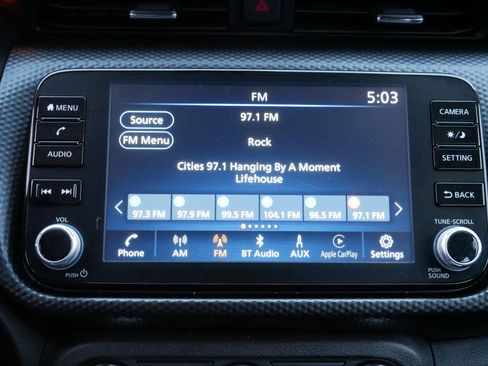 FM 5:03
MENU
CAMERA
Source
97.1 FM
FM Menu
Rock
AUDIO
SETTING
Cities 97.1 Hanging By A Moment
Lifehouse
BACK
97.3 FM 97.9 FM 99.5 FM 104.1 FM 96.5 FM 97.1 FM
VOL
TUNE-SCROLL
Phone AM FM BT Audio AUX Apple CarPlay Settings
PUSH
PUSH
SOUND